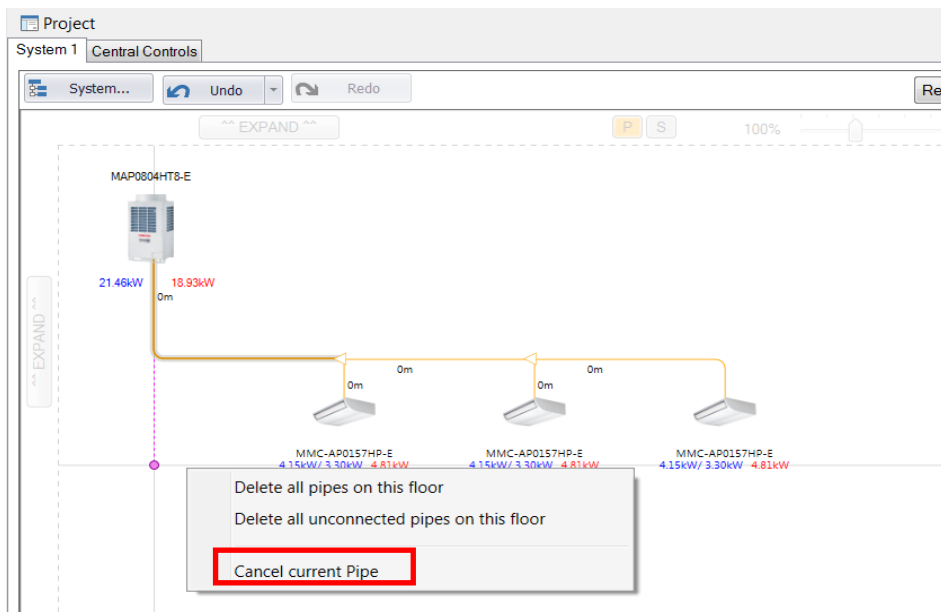 Project
System 1 Central Controls
System... Undo Redo Re
^^ EXPAND ^^ P S 100%
MAP0804HT8-E
21.46kW 18.93kW
0m
^^ EXPAND ^^
0m 0m
0m 0m
MMC-AP0157HP-E MMC-AP0157HP-E MMC-AP0157HP-E
4.15kW/ 3.30kW 4.81kW 4.15kW/ 3.30kW 4.81kW 4.15kW/ 3.30kW 4.81kW
Delete all pipes on this floor
Delete all unconnected pipes on this floor
Cancel current Pipe